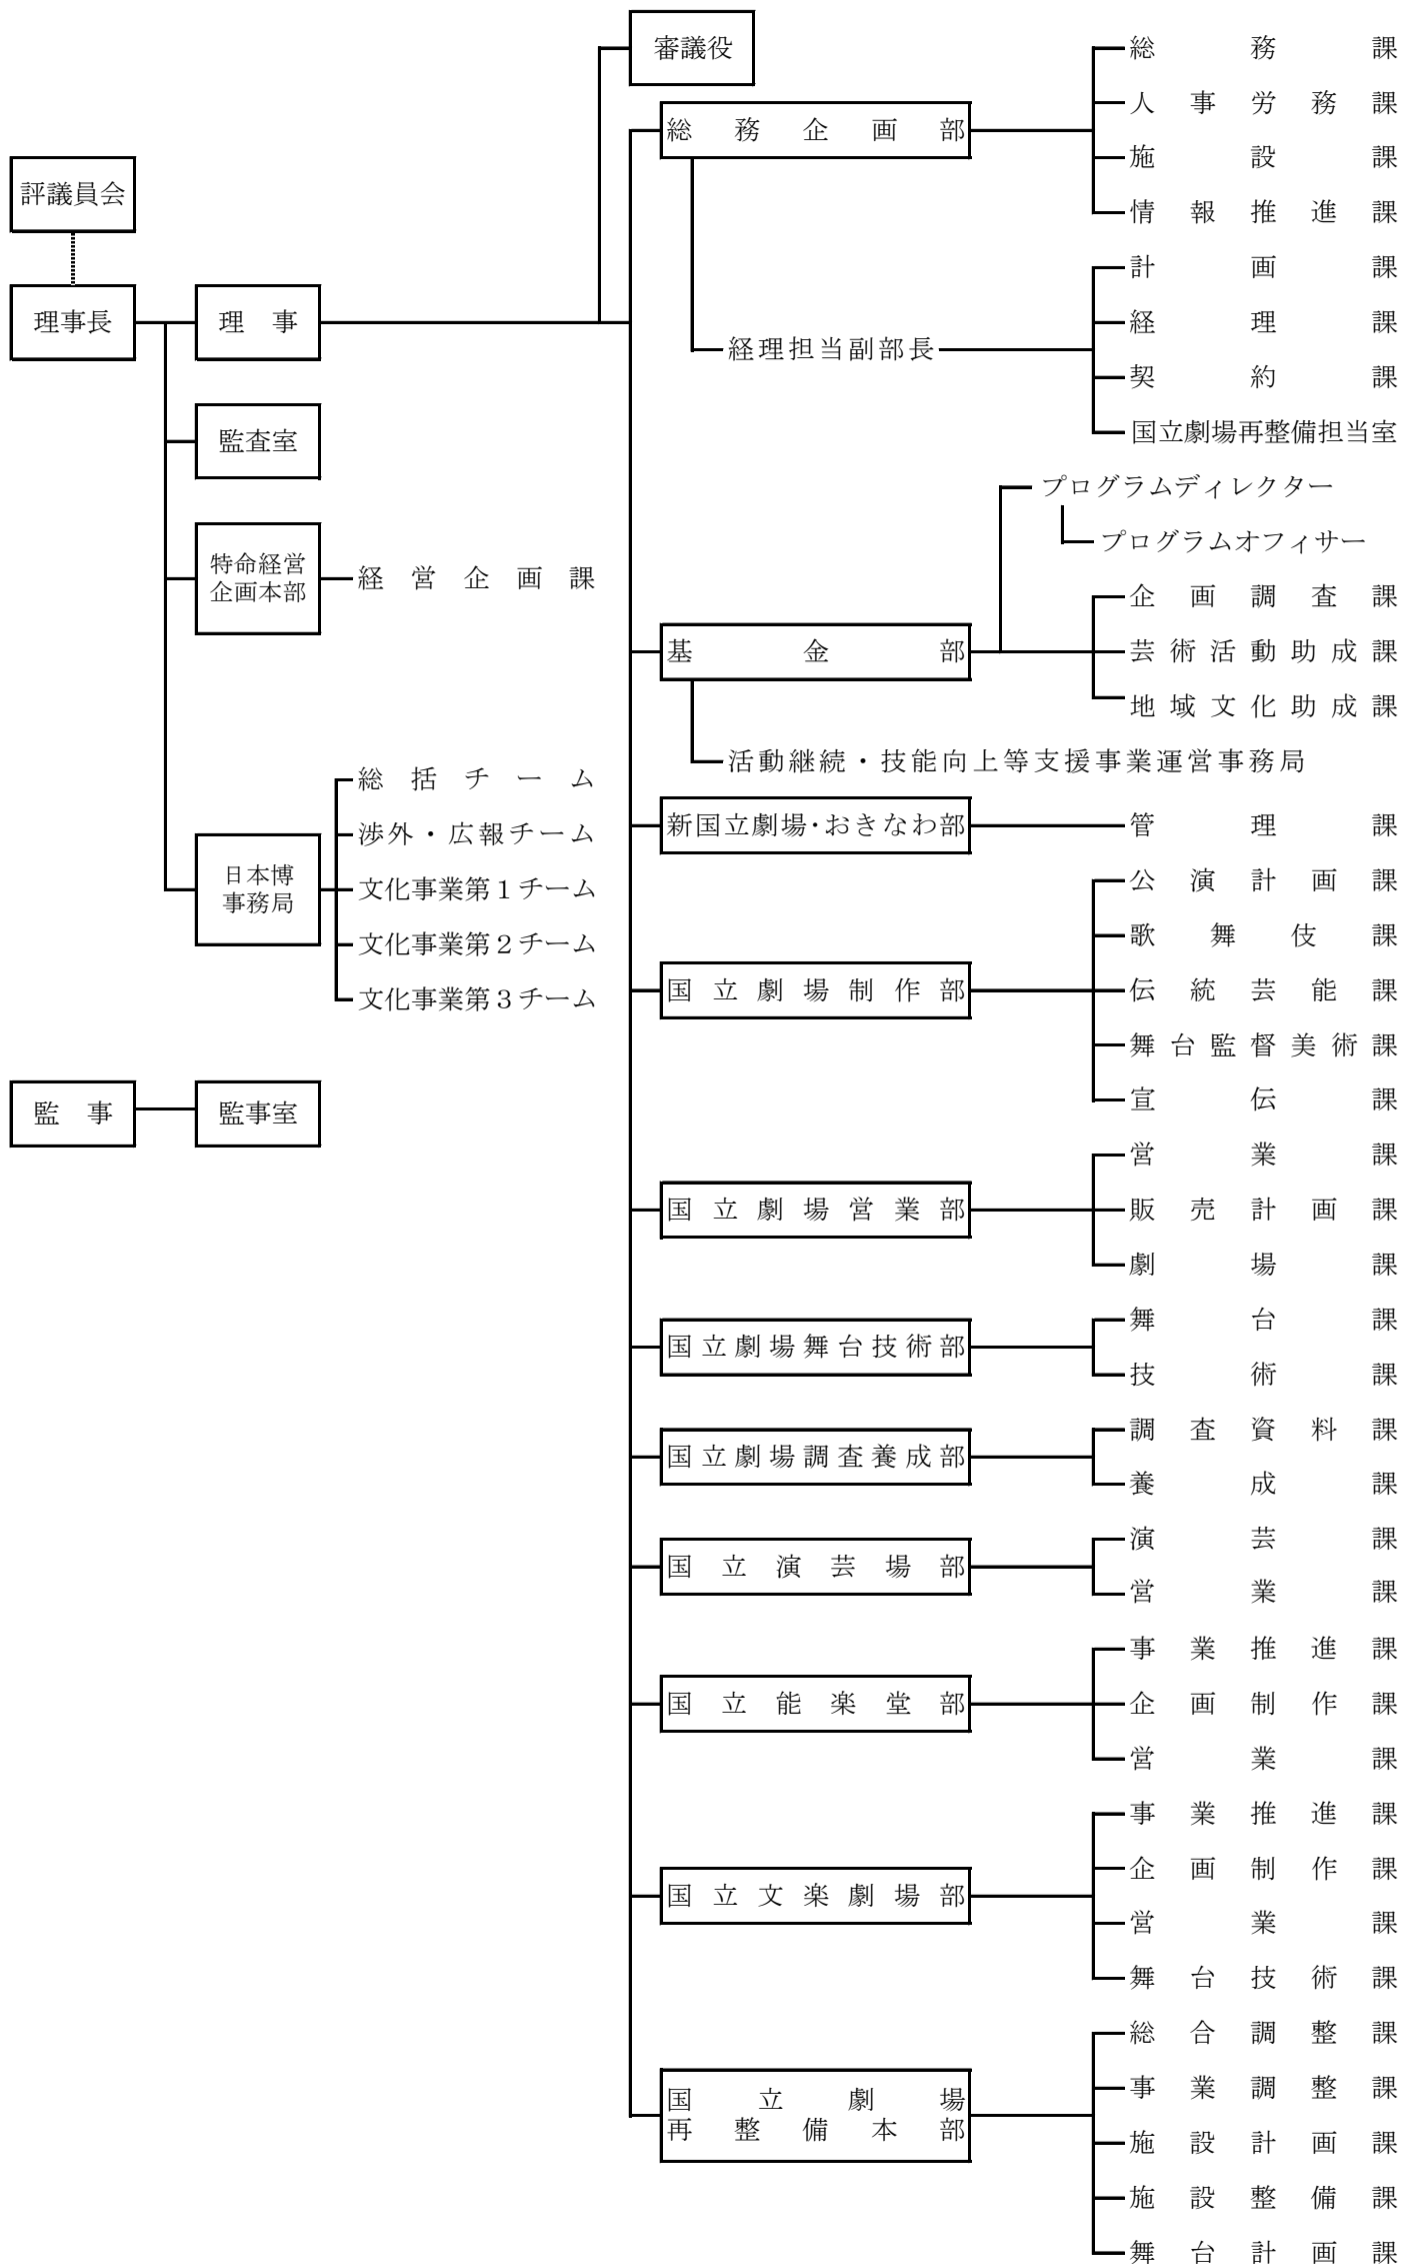 評議員会
理事長
理事
監査室
特命経営
企画本部
経営企画課
日本博
事務局
総括チーム
渉外・広報チーム
文化事業第1チーム
文化事業第2チーム
文化事業第3チーム
監事
監事室
審議役
総務企画部
総務課
人事労務課
施設課
情報推進課
経理担当副部長
計画課
経理課
契約課
国立劇場再整備担当室
基金部
プログラムディレクター
プログラムオフィサー
企画調査課
芸術活動助成課
地域文化助成課
活動継続・技能向上等支援事業運営事務局
新国立劇場・おきなわ部
管理課
国立劇場制作部
公演計画課
歌舞伎課
伝統芸能課
舞台監督美術課
宣伝課
国立劇場営業部
営業課
販売計画課
劇場課
国立劇場舞台技術部
舞台課
技術課
国立劇場調査養成部
調査資料課
養成課
国立演芸場部
演芸課
営業課
国立能楽堂部
事業推進課
企画制作課
営業課
国立文楽劇場部
事業推進課
企画制作課
営業課
舞台技術課
国立劇場
再整備本部
総合調整課
事業調整課
施設計画課
施設整備課
舞台計画課